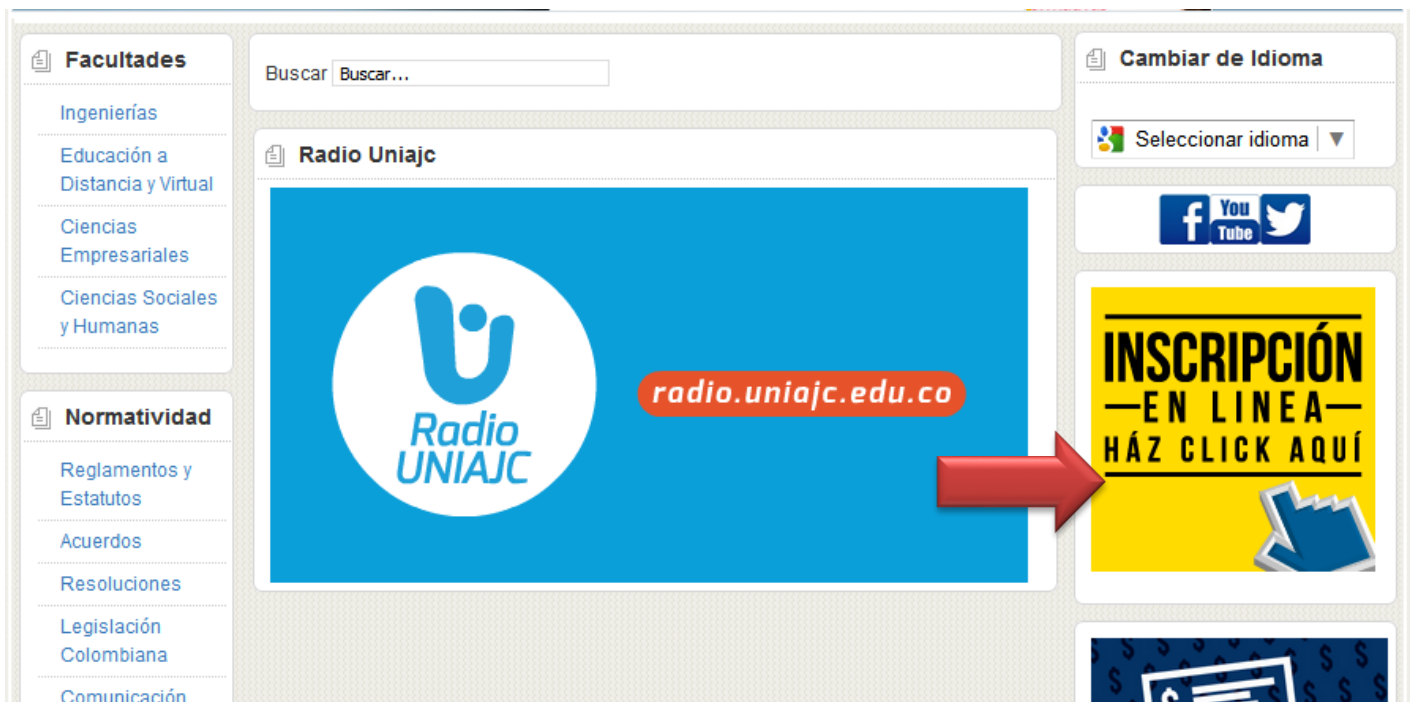 Facultades
Ingenierías
Educación a
Distancia y Virtual
Ciencias
Empresariales
Ciencias Sociales
y Humanas
Normatividad
Reglamentos y
Estatutos
Acuerdos
Resoluciones
Legislación
Colombiana
Comunicación
Buscar Buscar...
Radio Uniajc
Radio
UNIAJC
radio.uniajc.edu.co
Cambiar de Idioma
Seleccionar idioma ▼
f You
Tube
INSCRIPCIÓN
—EN LINEA—
HÁZ CLICK AQUÍ